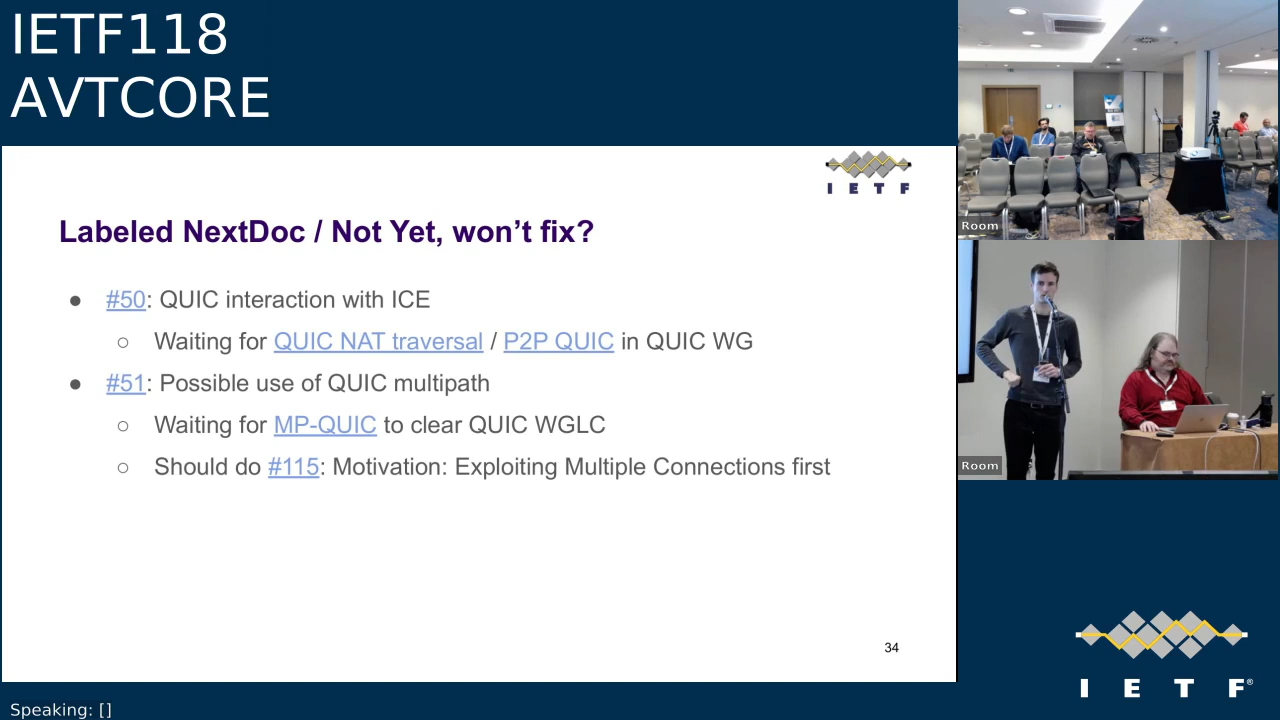 IETF118
AVTCORE
I E T F
Labeled NextDoc / Not Yet, won’t fix?
● #50: QUIC interaction with ICE
○ Waiting for QUIC NAT traversal / P2P QUIC in QUIC WG
● #51: Possible use of QUIC multipath
○ Waiting for MP-QUIC to clear QUIC WGLC
○ Should do #115: Motivation: Exploiting Multiple Connections first
34
Room
Room
I E T F®
Speaking: []